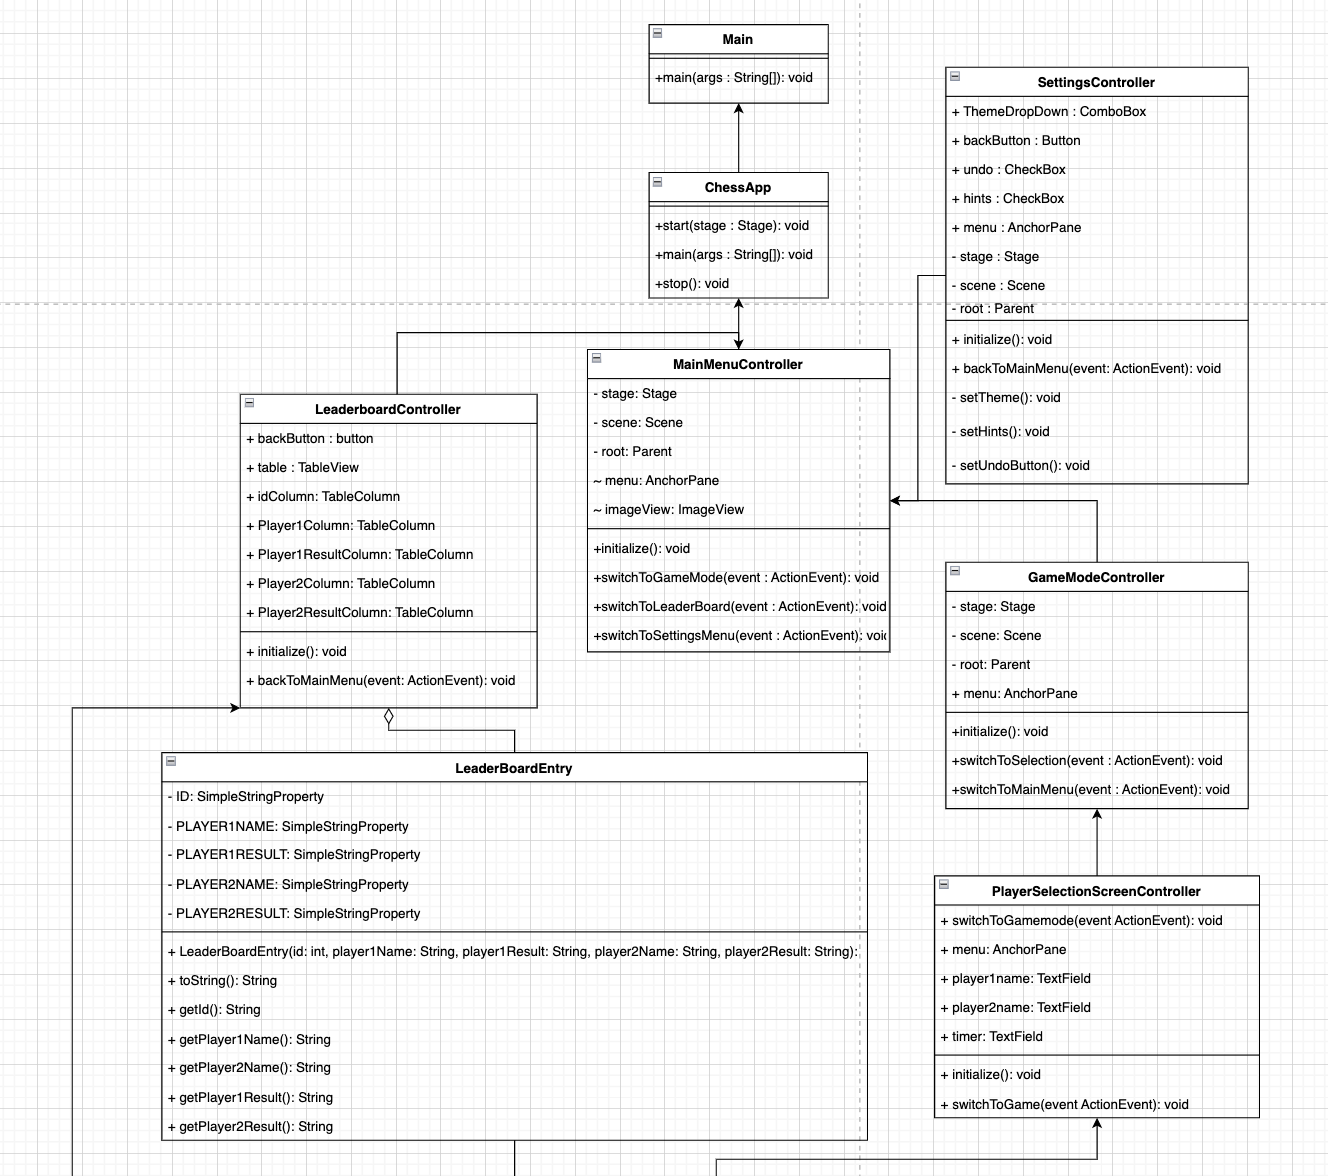 Main
+main(args : String[]): void
ChessApp
+start(stage : Stage): void
+main(args : String[]): void
+stop(): void
SettingsController
+ ThemeDropDown : ComboBox
+ backButton : Button
+ undo : CheckBox
+ hints : CheckBox
+ menu : AnchorPane
- stage : Stage
- scene : Scene
- root : Parent
+ initialize(): void
+ backToMainMenu(event: ActionEvent): void
- setTheme(): void
- setHints(): void
- setUndoButton(): void
MainMenuController
- stage: Stage
- scene: Scene
- root: Parent
~ menu: AnchorPane
~ imageView: ImageView
+initialize(): void
+switchToGameMode(event : ActionEvent): void
+switchToLeaderBoard(event : ActionEvent): void
+switchToSettingsMenu(event : ActionEvent): voi
LeaderboardController
+ backButton : button
+ table : TableView
+ idColumn: TableColumn
+ Player1Column: TableColumn
+ Player1ResultColumn: TableColumn
+ Player2Column: TableColumn
+ Player2ResultColumn: TableColumn
+ initialize(): void
+ backToMainMenu(event: ActionEvent): void
GameModeController
- stage: Stage
- scene: Scene
- root: Parent
+ menu: AnchorPane
+initialize(): void
+switchToSelection(event : ActionEvent): void
+switchToMainMenu(event : ActionEvent): void
LeaderBoardEntry
- ID: SimpleStringProperty
- PLAYER1NAME: SimpleStringProperty
- PLAYER1RESULT: SimpleStringProperty
- PLAYER2NAME: SimpleStringProperty
- PLAYER2RESULT: SimpleStringProperty
+ LeaderBoardEntry(id: int, player1Name: String, player1Result: String, player2Name: String, player2Result: String):
+ toString(): String
+ getId(): String
+ getPlayer1Name(): String
+ getPlayer2Name(): String
+ getPlayer1Result(): String
+ getPlayer2Result(): String
PlayerSelectionScreenController
+ switchToGamemode(event ActionEvent): void
+ menu: AnchorPane
+ player1name: TextField
+ player2name: TextField
+ timer: TextField
+ initialize(): void
+ switchToGame(event ActionEvent): void